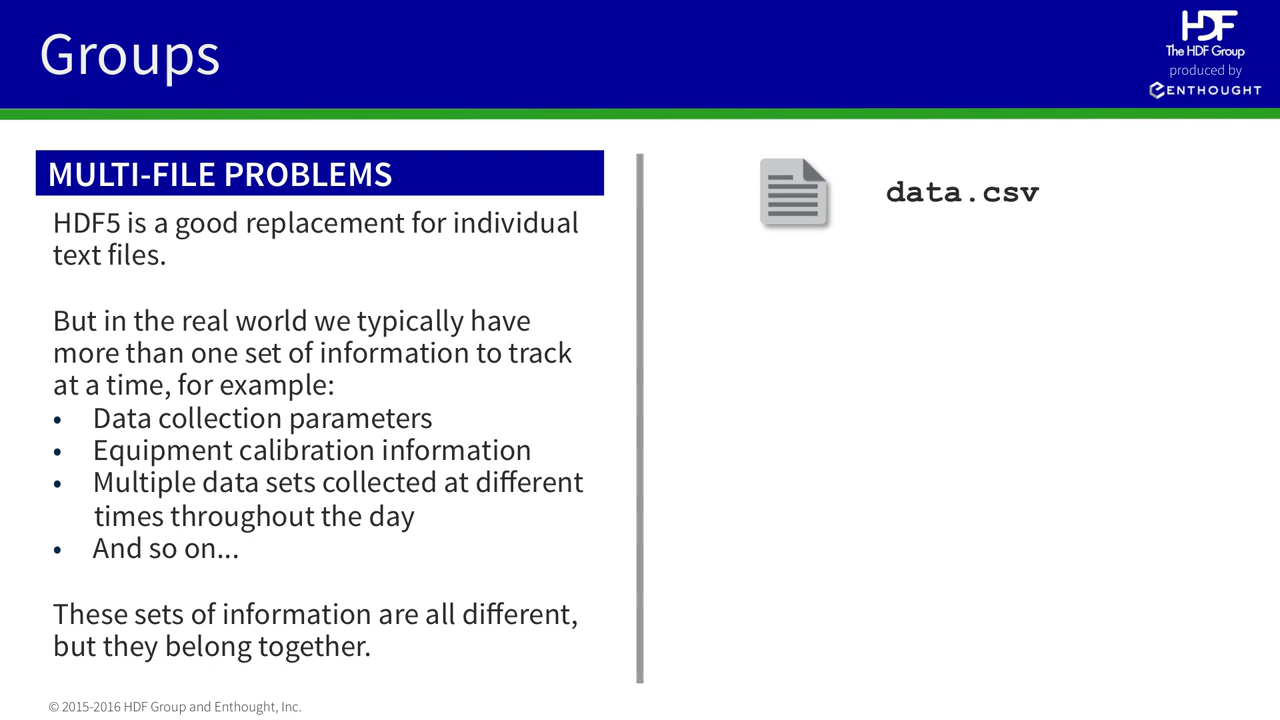 Groups
HDF
The HDF Group
produced by
ENTHOUGHT
MULTI-FILE PROBLEMS
HDF5 is a good replacement for individual
text files.
But in the real world we typically have
more than one set of information to track
at a time, for example:
• Data collection parameters
• Equipment calibration information
• Multiple data sets collected at different
times throughout the day
• And so on...
These sets of information are all different,
but they belong together.
data.csv
© 2015-2016 HDF Group and Enthought, Inc.